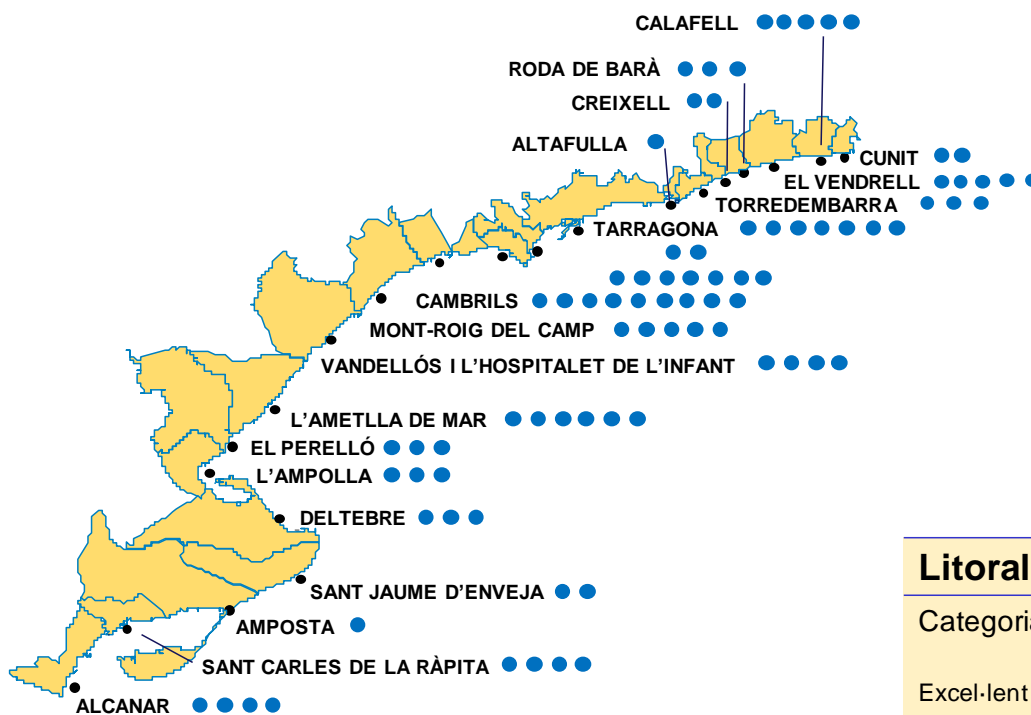 CALAFELL
RODA DE BARÀ
CREIXELL
ALTAFULLA
CUNIT
EL VENDRELL
TORREDEMBARRA
TARRAGONA
CAMBRILS
MONT-ROIG DEL CAMP
VANDELLÓS I L'HOSPITALET DE L'INFANT
L'AMETLLA DE MAR
EL PERELLÓ
L'AMPOLLA
DELTEBRE
SANT JAUME D'ENVEJA
AMPOSTA
SANT CARLES DE LA RÀPITA
ALCANAR
Litoral
Categoria
Excel·lent